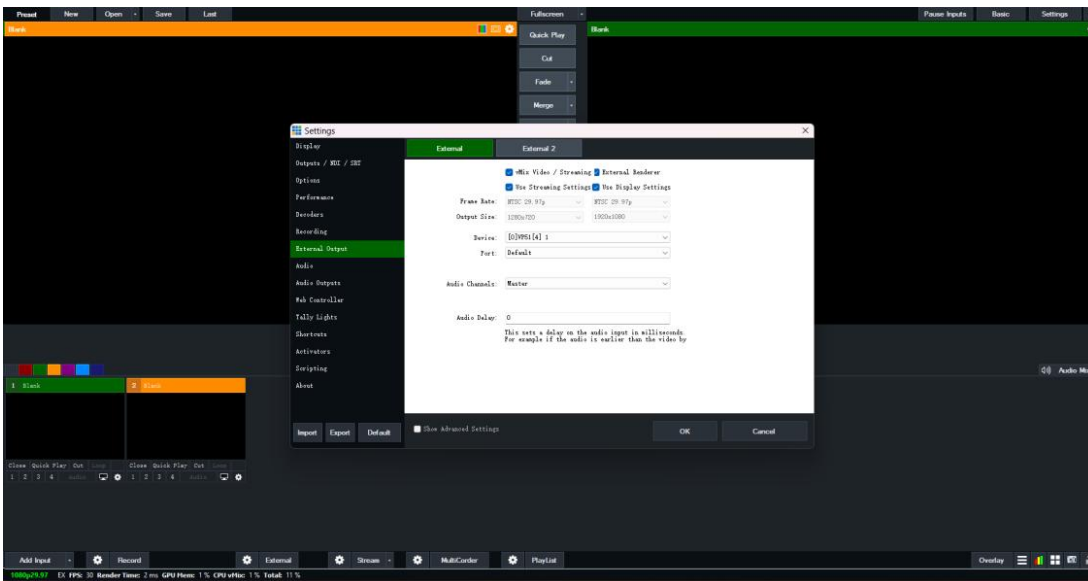 Preset New Open Save Last Fullscreen Pause Inputs Basic Settings
Blank Quick Play Blank
Cut
Fade
Merge
Settings
Display External External 2
Outputs / NDI / SRT vMix Video / Streaming External Renderer
Options Use Streaming Settings Use Display Settings
Performance Frame Rate: NTSC 29.97p NTSC 29.97p
Decoders Output Size: 1280x720 1920x1080
Recording Device: [0]VPS1[4] 1
External Output Port: Default
Audio
Audio Outputs Audio Channels: Master
Web Controller
Tally Lights Audio Delay: 0
Shortcuts This sets a delay on the audio input in milliseconds.
For example if the audio is earlier than the video by
Activators
Scripting
About
Audio Mi
1 Blank 2 Blank
Import Export Default Show Advanced Settings OK Cancel
Close Quick Play Cut Loop Close Quick Play Cut Loop
1 2 3 4 Audio 1 2 3 4 Audio
Add Input Record External Stream MultiCorder PlayList Overlay
1080p29.97 EX FPS: 30 Render Time: 2 ms GPU Mem: 1 % CPU vMix: 1 % Total: 11 %